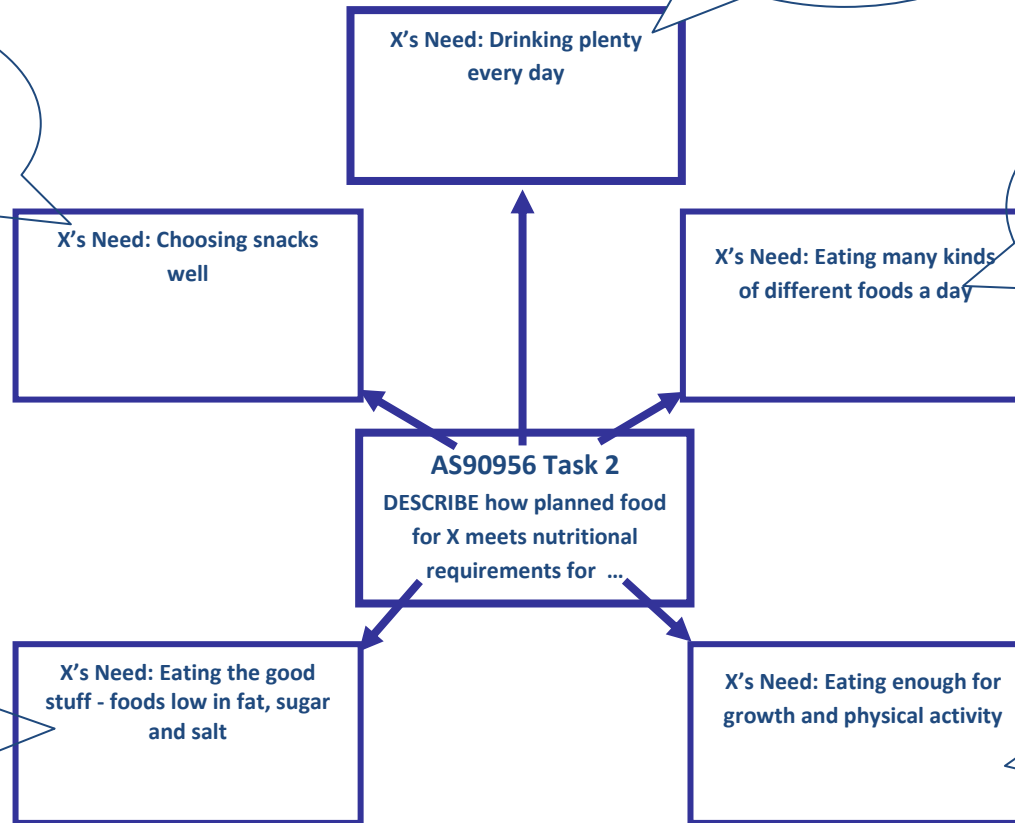 X’s Need: Drinking plenty
every day
X’s Need: Choosing snacks
well
X’s Need: Eating many kinds
of different foods a day
AS90956 Task 2
DESCRIBE how planned food
for X meets nutritional
requirements for …
X’s Need: Eating the good
stuff - foods low in fat, sugar
and salt
X’s Need: Eating enough for
growth and physical activity